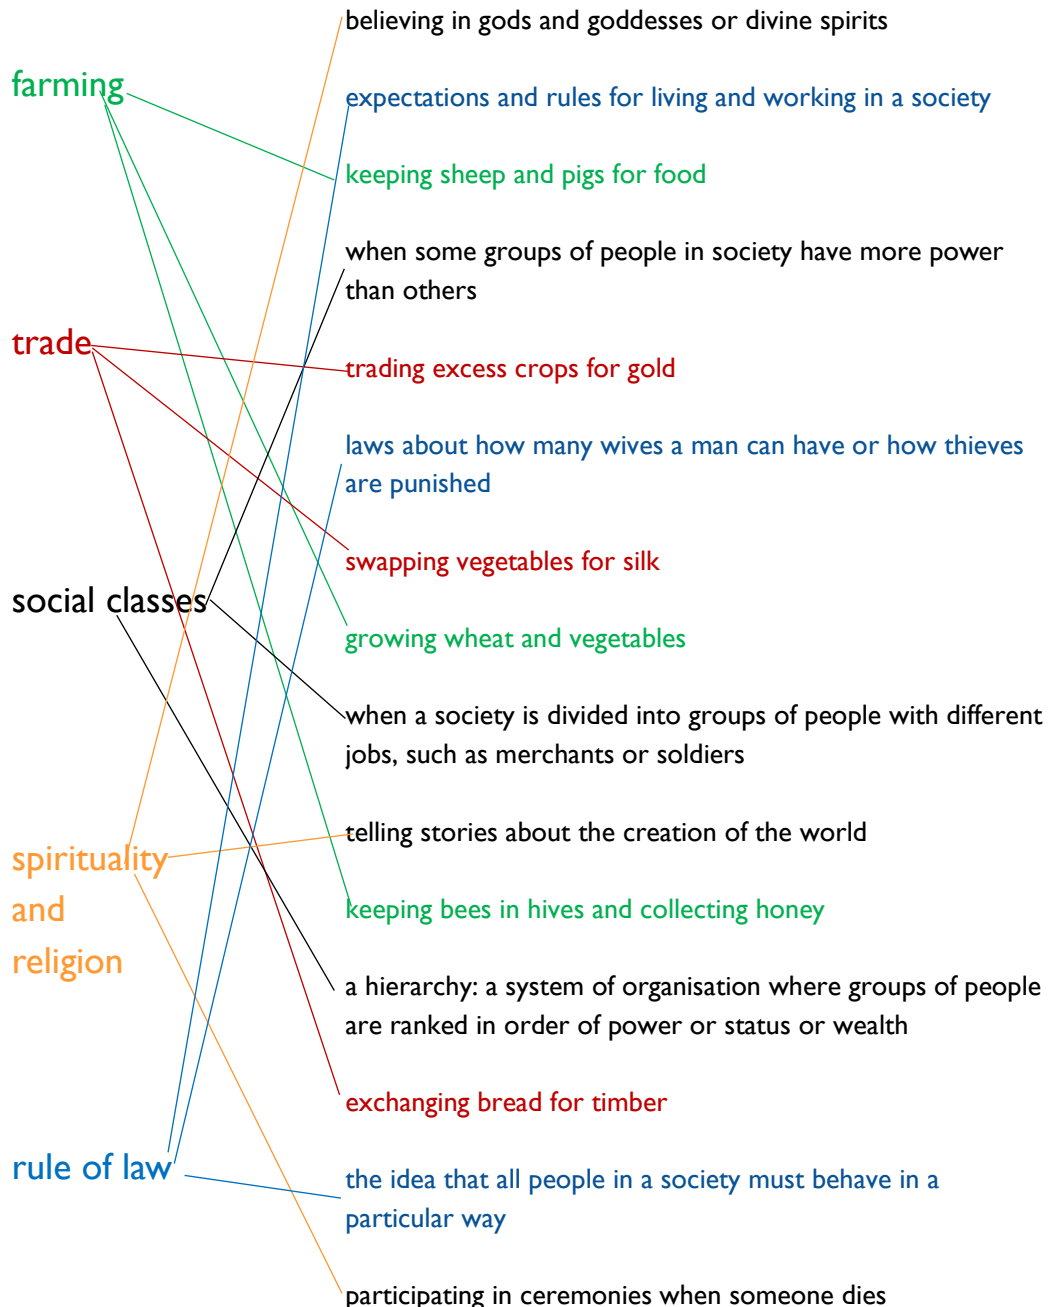 believing in gods and goddesses or divine spirits
farming
expectations and rules for living and working in a society
keeping sheep and pigs for food
when some groups of people in society have more power
than others
trade
trading excess crops for gold
laws about how many wives a man can have or how thieves
are punished
swapping vegetables for silk
social classes
growing wheat and vegetables
when a society is divided into groups of people with different
jobs, such as merchants or soldiers
telling stories about the creation of the world
spirituality
and
religion
keeping bees in hives and collecting honey
a hierarchy: a system of organisation where groups of people
are ranked in order of power or status or wealth
exchanging bread for timber
rule of law
the idea that all people in a society must behave in a
particular way
participating in ceremonies when someone dies